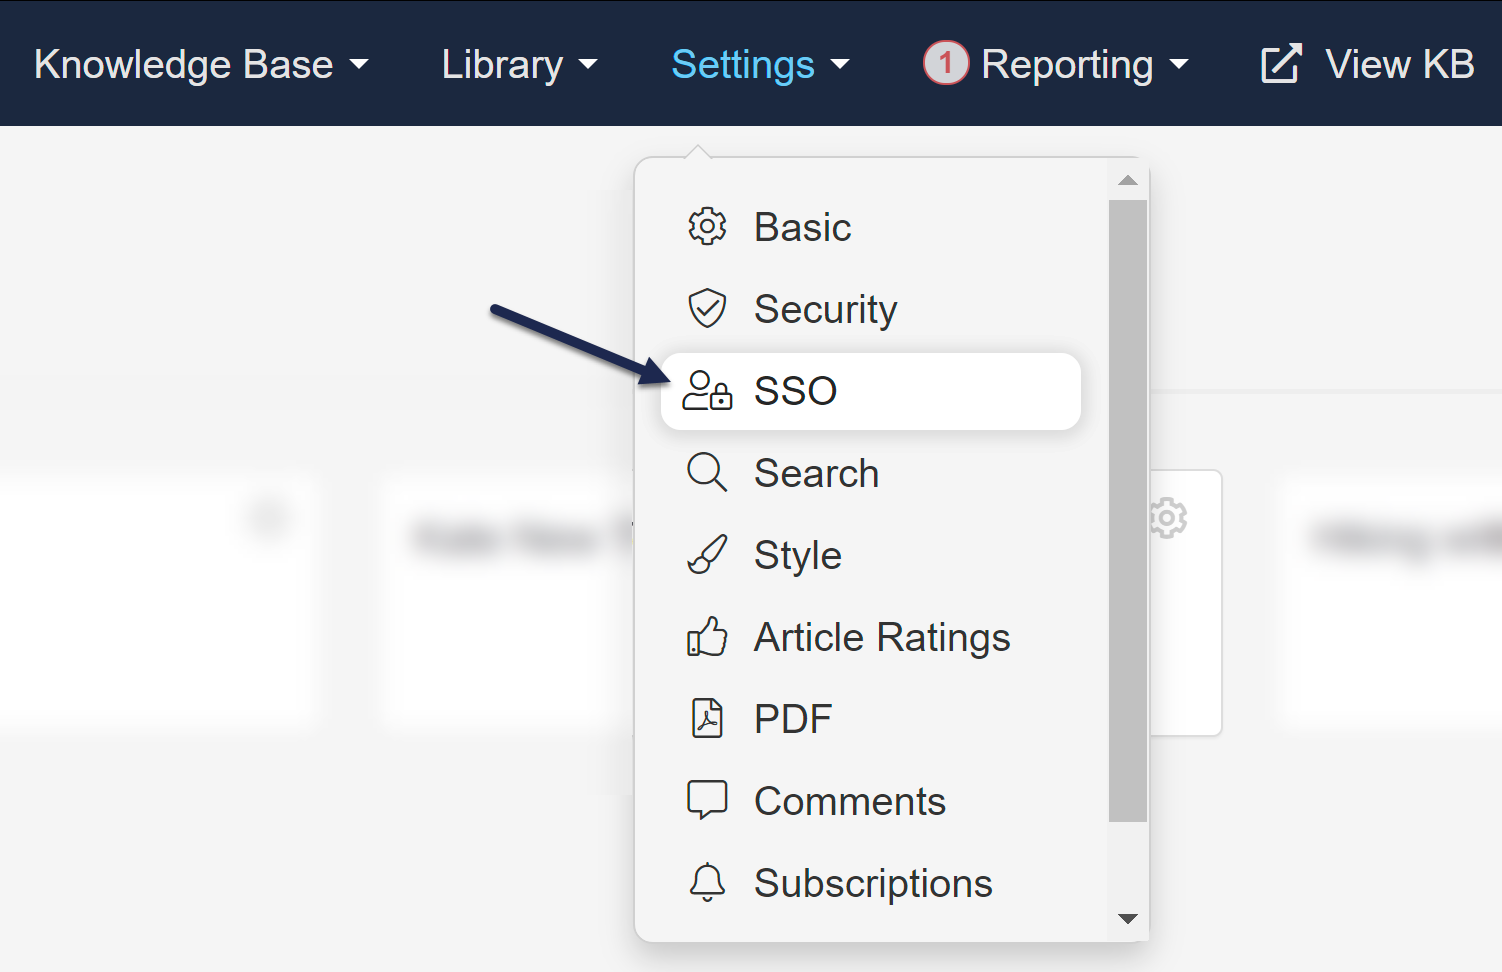 Knowledge Base Library Settings 1 Reporting View KB
Basic
Security
SSO
Search
Style
Article Ratings
PDF
Comments
Subscriptions